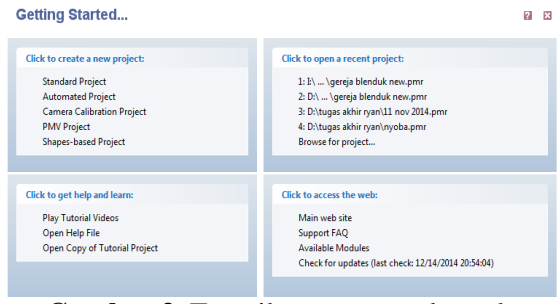 Getting Started...
Click to create a new project:
Standard Project
Automated Project
Camera Calibration Project
PMV Project
Shapes-based Project
Click to open a recent project:
1: I:\ ... \gereja blenduk new.pmr
2: D:\ ... \gereja blenduk new.pmr
3: D:\tugas akhir ryan\11 nov 2014.pmr
4: D:\tugas akhir ryan\nyoba.pmr
Browse for project...
Click to get help and learn:
Play Tutorial Videos
Open Help File
Open Copy of Tutorial Project
Click to access the web:
Main web site
Support FAQ
Available Modules
Check for updates (last check: 12/14/2014 20:54:04)